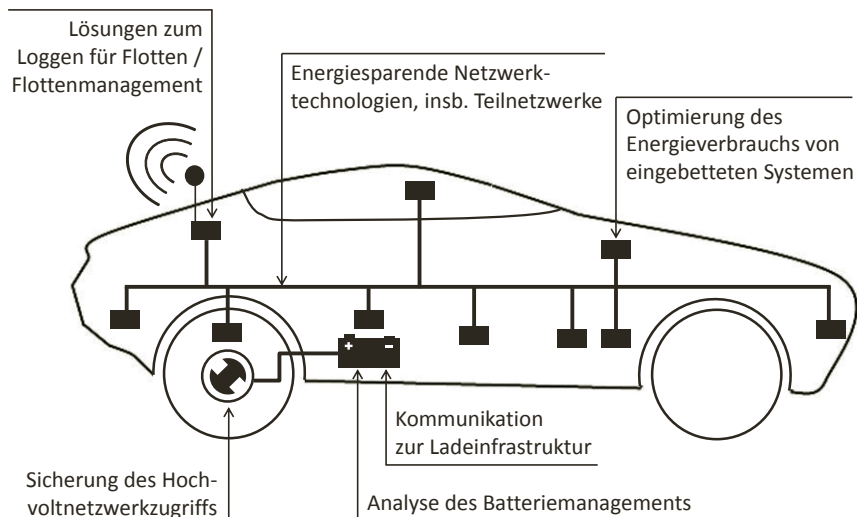 Lösungen zum
Loggen für Flotten /
Flottenmanagement
Energiesparende Netzwerk-
technologien, insb. Teilnetzwerke
Optimierung des
Energieverbrauchs von
eingebetteten Systemen
+ –
Kommunikation
zur Ladeinfrastruktur
Sicherung des Hoch-
voltnetzwerkzugriffs
Analyse des Batteriemanagements